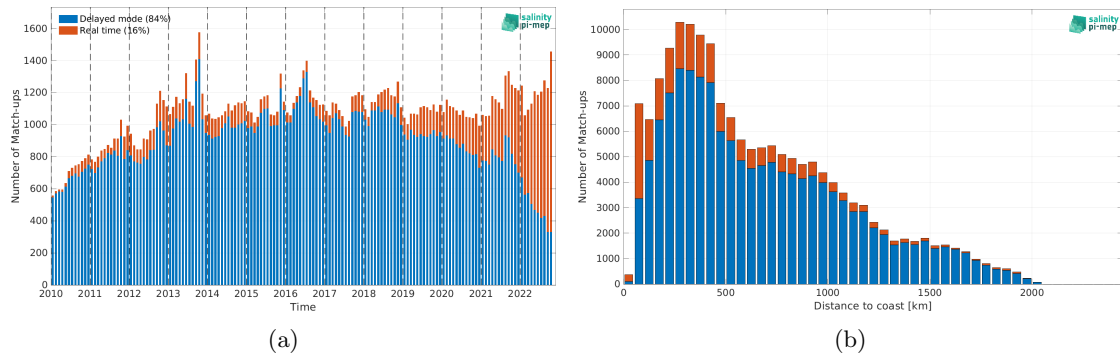 Delayed mode (84%)
Real time (16%)
salinity
pi-mep
Number of Match-ups
1600
1400
1200
1000
800
600
400
200
0
2010 2011 2012 2013 2014 2015 2016 2017 2018 2019 2020 2021 2022
Time
(a)
salinity
pi-mep
Number of Match-ups
10000
9000
8000
7000
6000
5000
4000
3000
2000
1000
0
0 500 1000 1500 2000
Distance to coast [km]
(b)